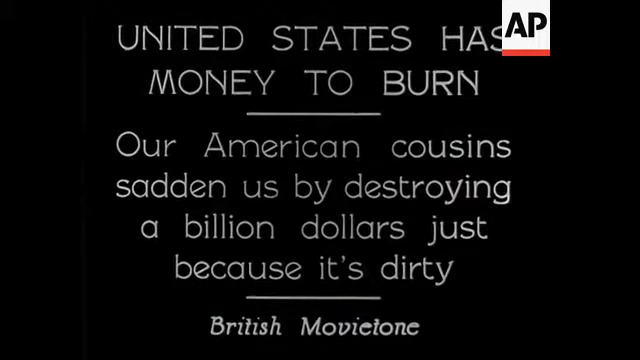 AP
UNITED STATES HAS
MONEY TO BURN
Our American cousins
sadden us by destroying
a billion dollars just
because it's dirty
British Movietone